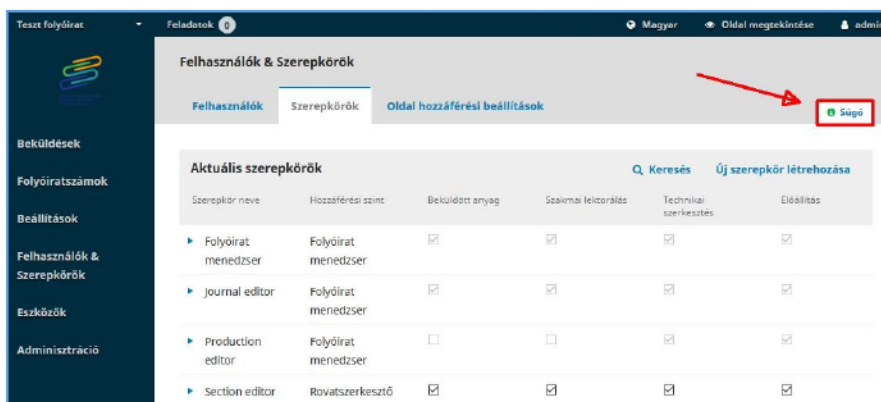 Teszt folyóirat Feladatok 0 Magyar Oldal megtekintése admin
Felhasználók & Szerepkörök
Felhasználók Szerepkörök Oldal hozzáférési beállítások
Súgó
Beküldések
Folyóiratszámok
Beállítások
Felhasználók &
Szerepkörök
Eszközök
Adminisztráció
Aktuális szerepkörök Keresés Új szerepkör létrehozása
Szerepkör neve Hozzáférési szint Beküldött anyag Szakmai lektorálás Technikai Előállítás
szerkesztés
Folyóirat Folyóirat
menedzser menedzser
Journal editor Folyóirat
menedzser
Production Folyóirat
editor menedzser
Section editor Rovatszerkesztő